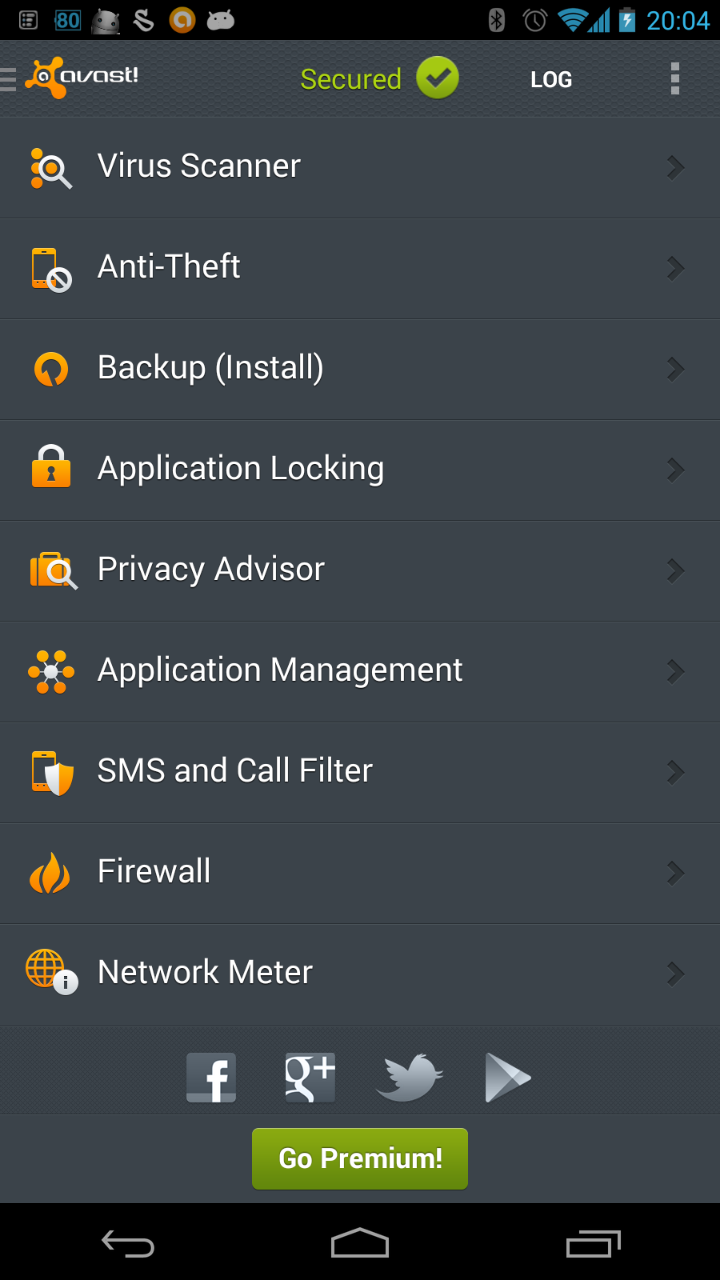 80 20:04
avast! Secured LOG
Virus Scanner
Anti-Theft
Backup (Install)
Application Locking
Privacy Advisor
Application Management
SMS and Call Filter
Firewall
Network Meter
f g+
Go Premium!